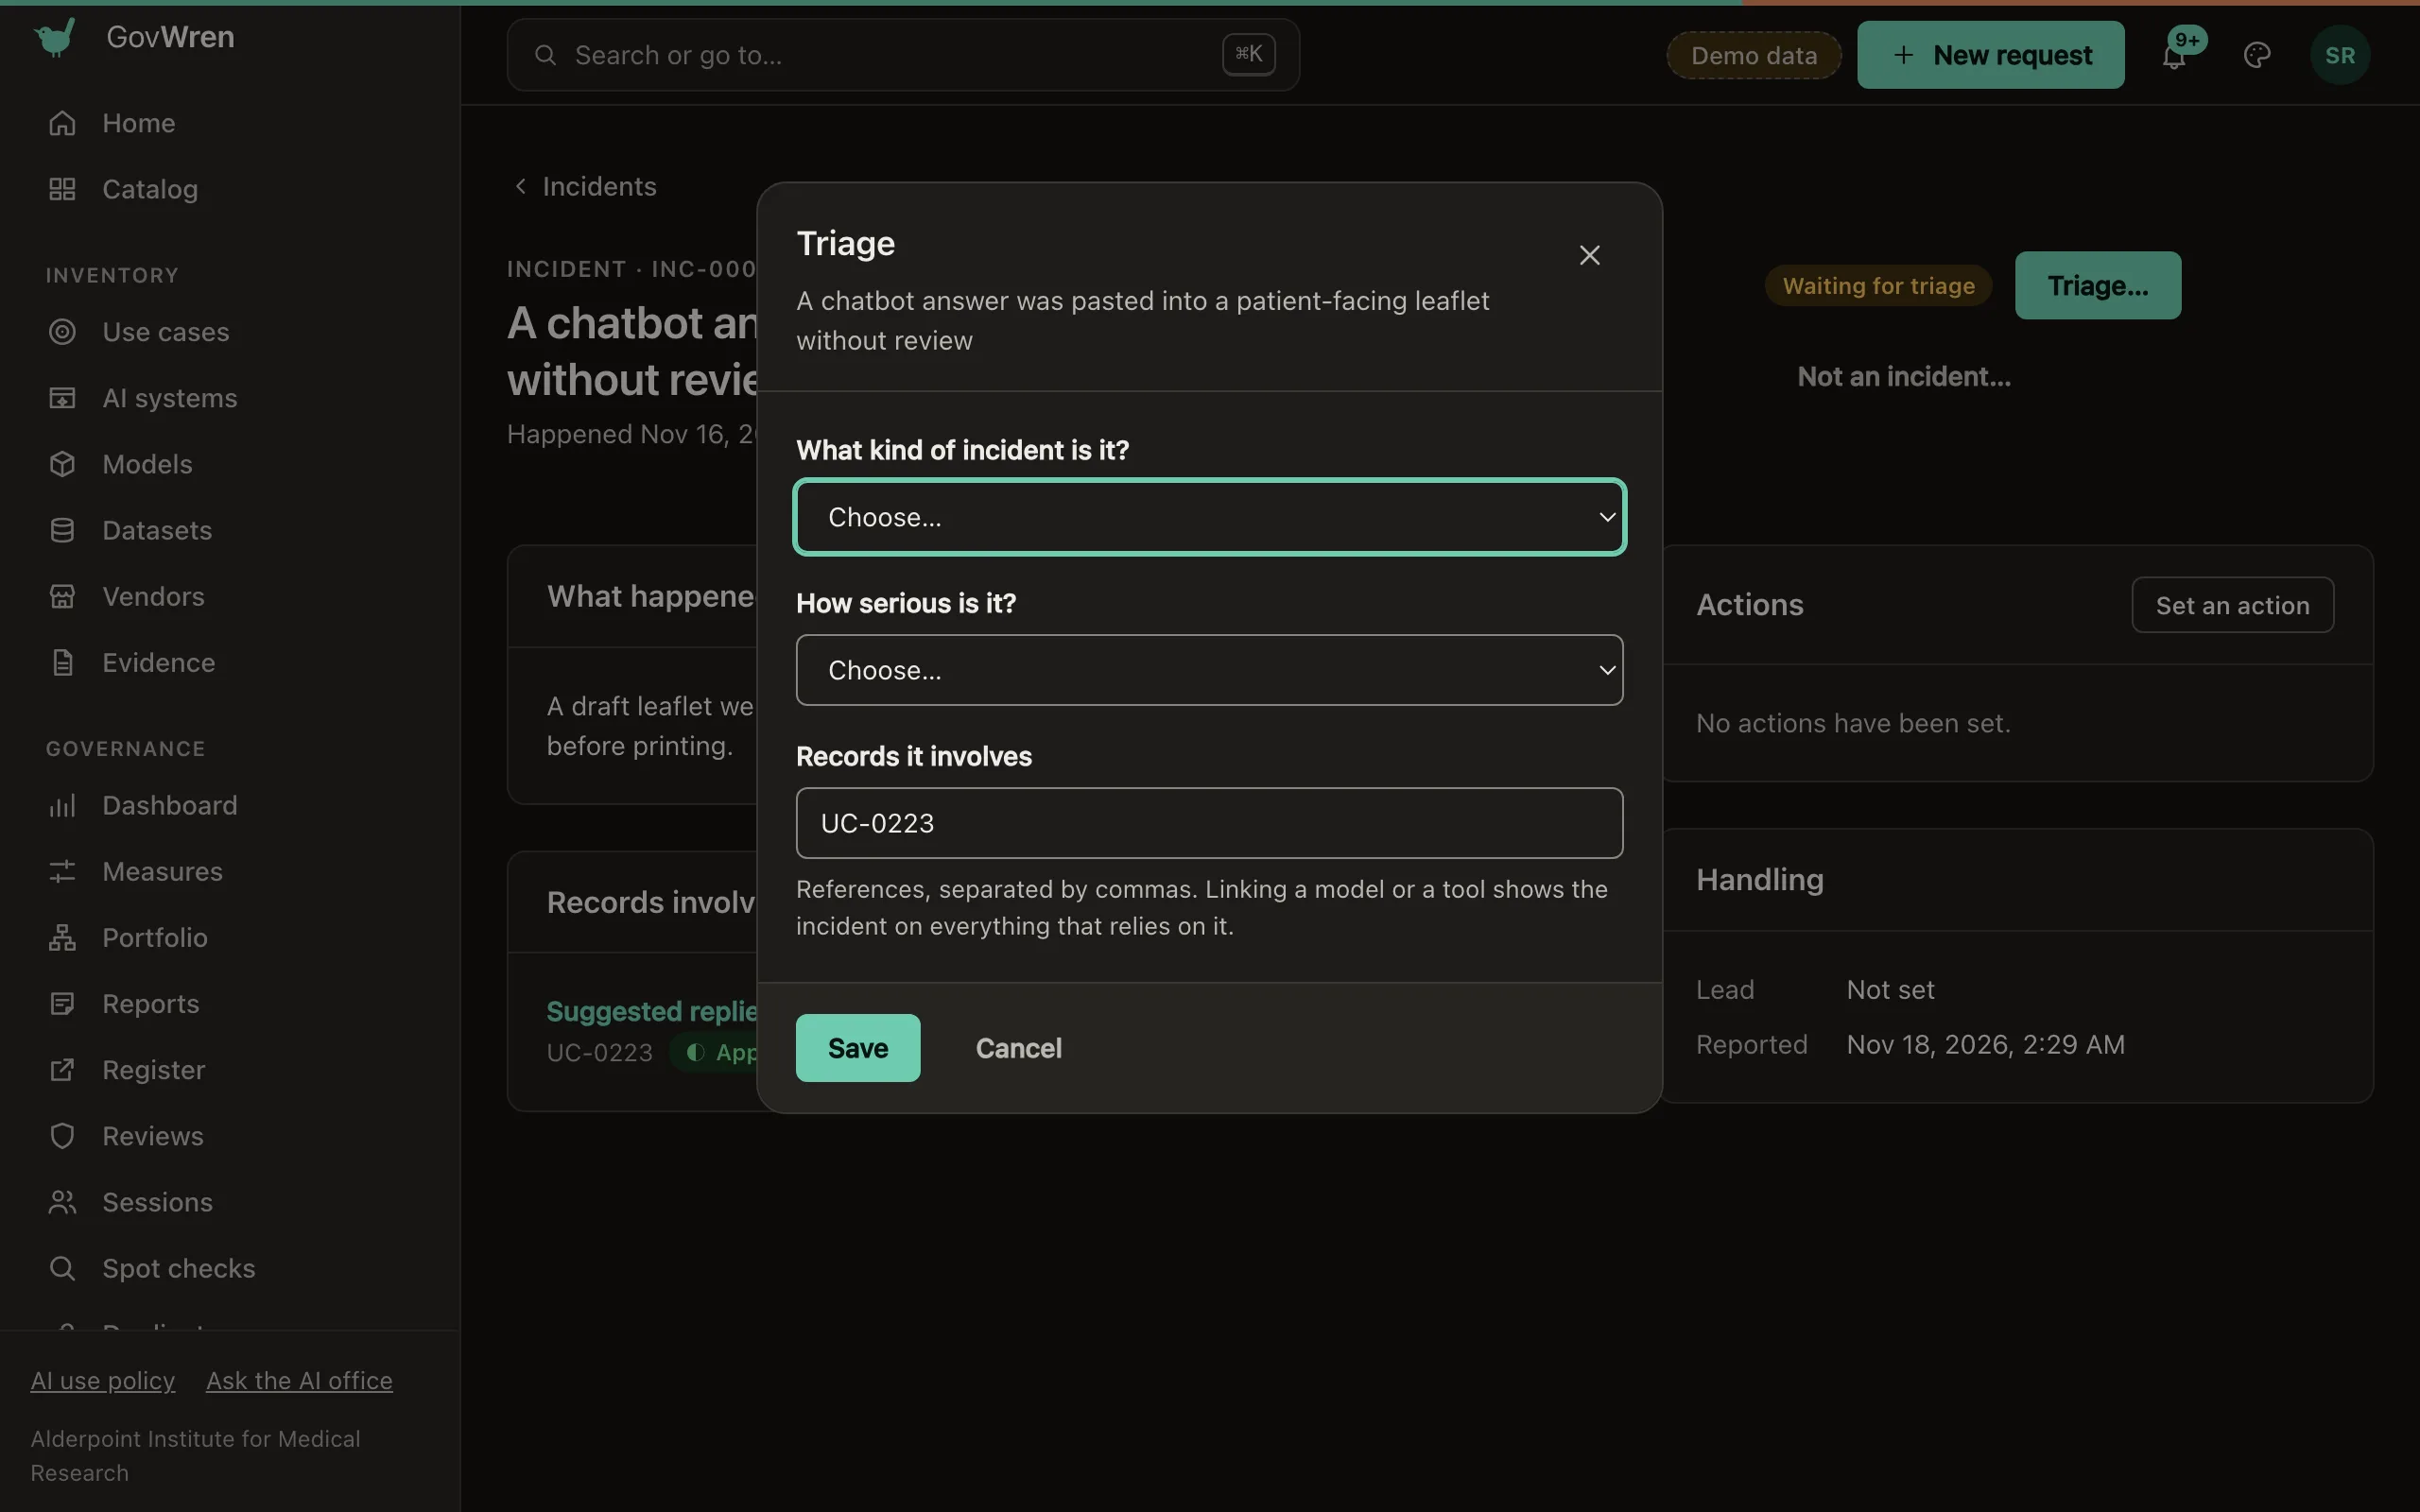 GovWren
Search or go to...
⌘K
Demo data
+ New request
9+
SR
Home
Catalog
INVENTORY
Use cases
AI systems
Models
Datasets
Vendors
Evidence
GOVERNANCE
Dashboard
Measures
Portfolio
Reports
Register
Reviews
Sessions
Spot checks
AI use policy
Ask the AI office
Alderpoint Institute for Medical
Research
Incidents
INCIDENT · INC-000
A chatbot an
without revie
Happened Nov 16, 2
Waiting for triage
Triage...
Not an incident...
What happene
A draft leaflet we
before printing.
Records involv
Suggested replie
UC-0223
App
Triage
A chatbot answer was pasted into a patient-facing leaflet
without review
What kind of incident is it?
Choose...
How serious is it?
Choose...
Records it involves
UC-0223
References, separated by commas. Linking a model or a tool shows the
incident on everything that relies on it.
Save
Cancel
Actions
Set an action
No actions have been set.
Handling
Lead
Not set
Reported
Nov 18, 2026, 2:29 AM